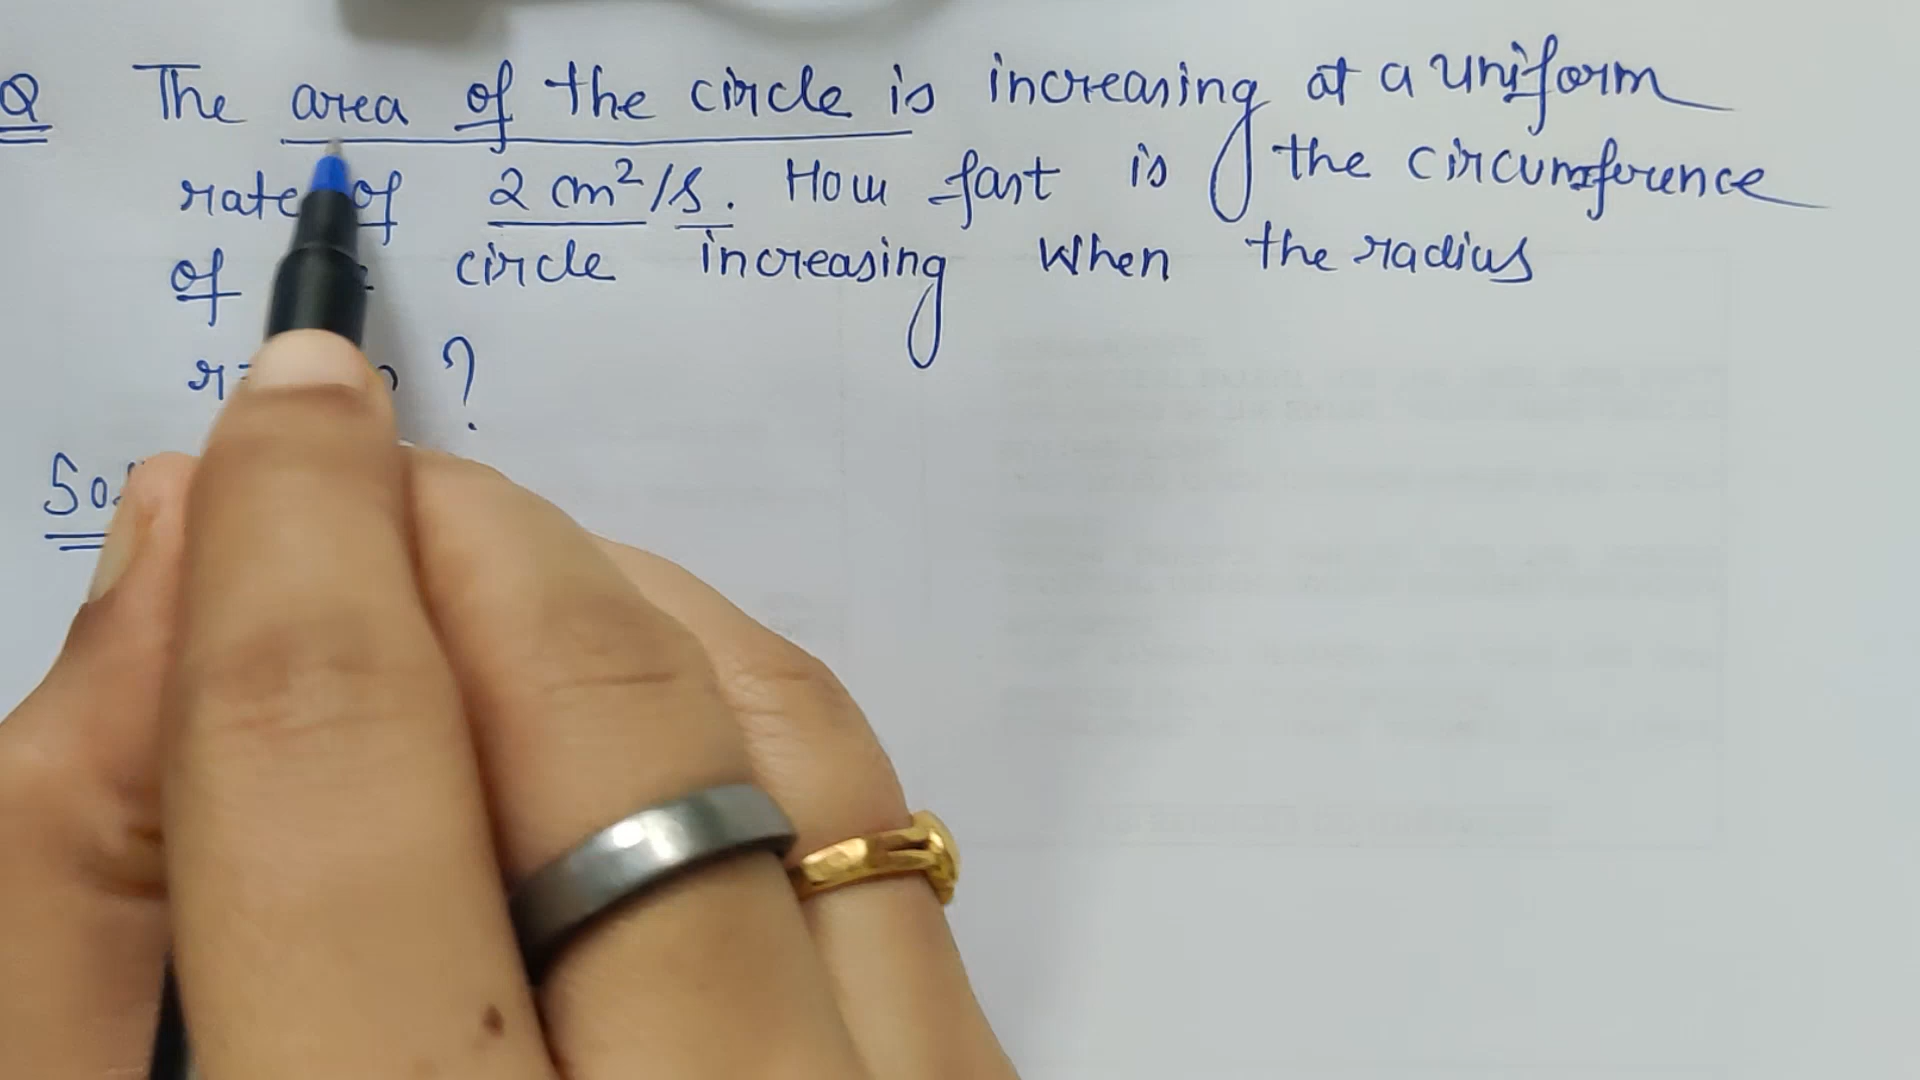 Q The area of the circle is increasing at a uniform
rate of 2 cm²/s. How fast is the circumference
of circle increasing when the radius
r= ?